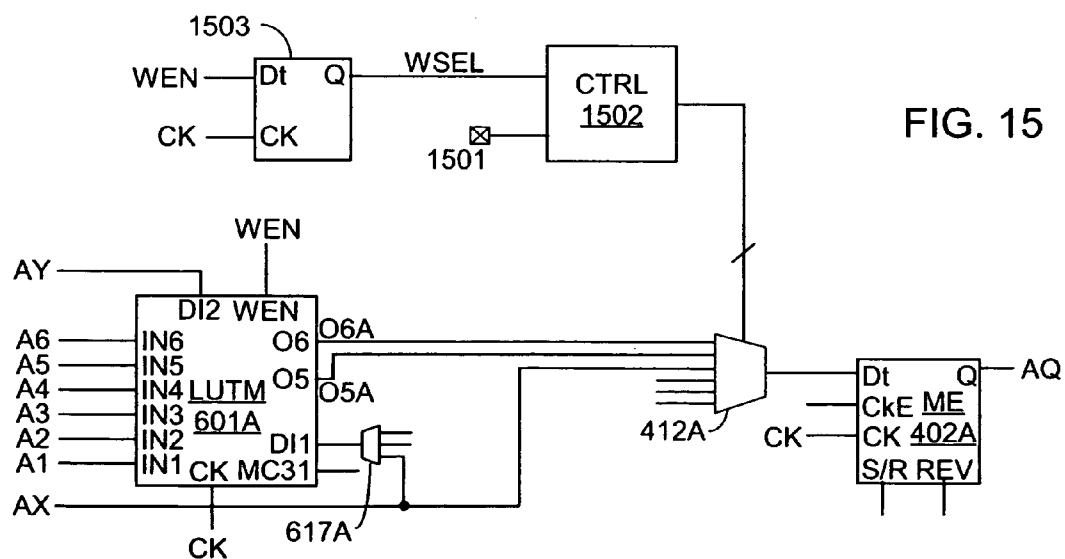 1503
WEN
Dt
Q
WSEL
CK
CK
1501
CTRL
1502
FIG. 15
WEN
AY
DI2 WEN
A6
IN6
O6
O6A
A5
IN5
A4
IN4
LUTM
O5
O5A
A3
IN3
601A
A2
IN2
DI1
A1
IN1
CK
MC31
AX
617A
CK
412A
Dt
Q
AQ
CkE
ME
CK
CK
402A
S/R REV